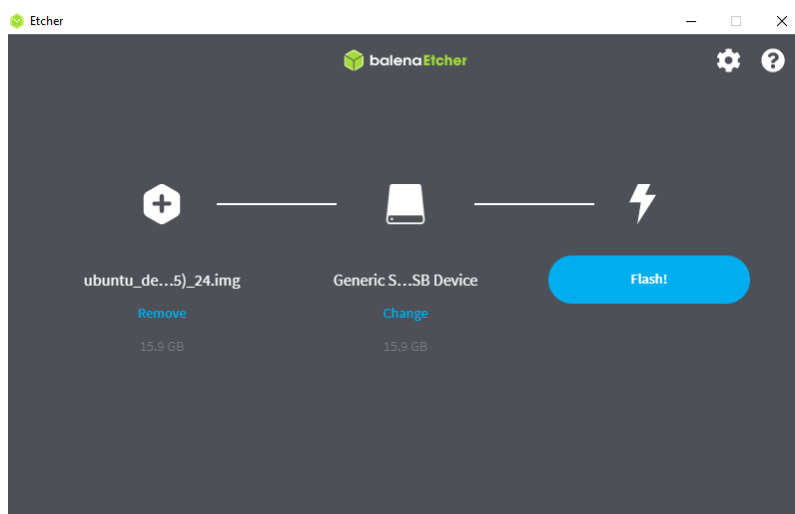 Etcher
balenaEtcher
ubuntu_de...5)_24.img
Generic S...SB Device
Flash!
Remove
Change
15.9 GB
15.9 GB